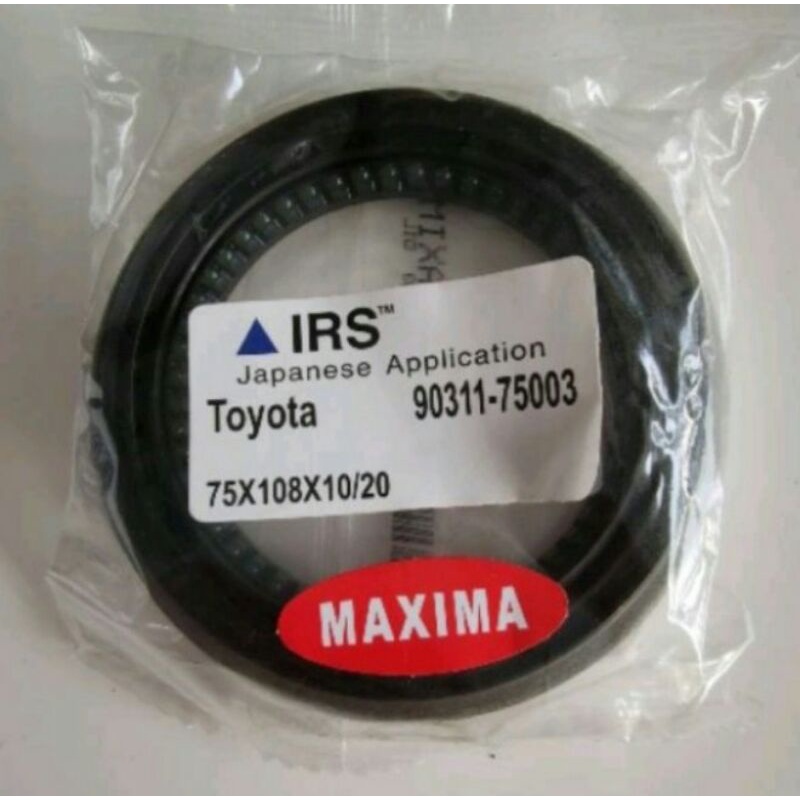 IRS™
Japanese Application
Toyota 90311-75003
75X108X10/20
MAXIMA